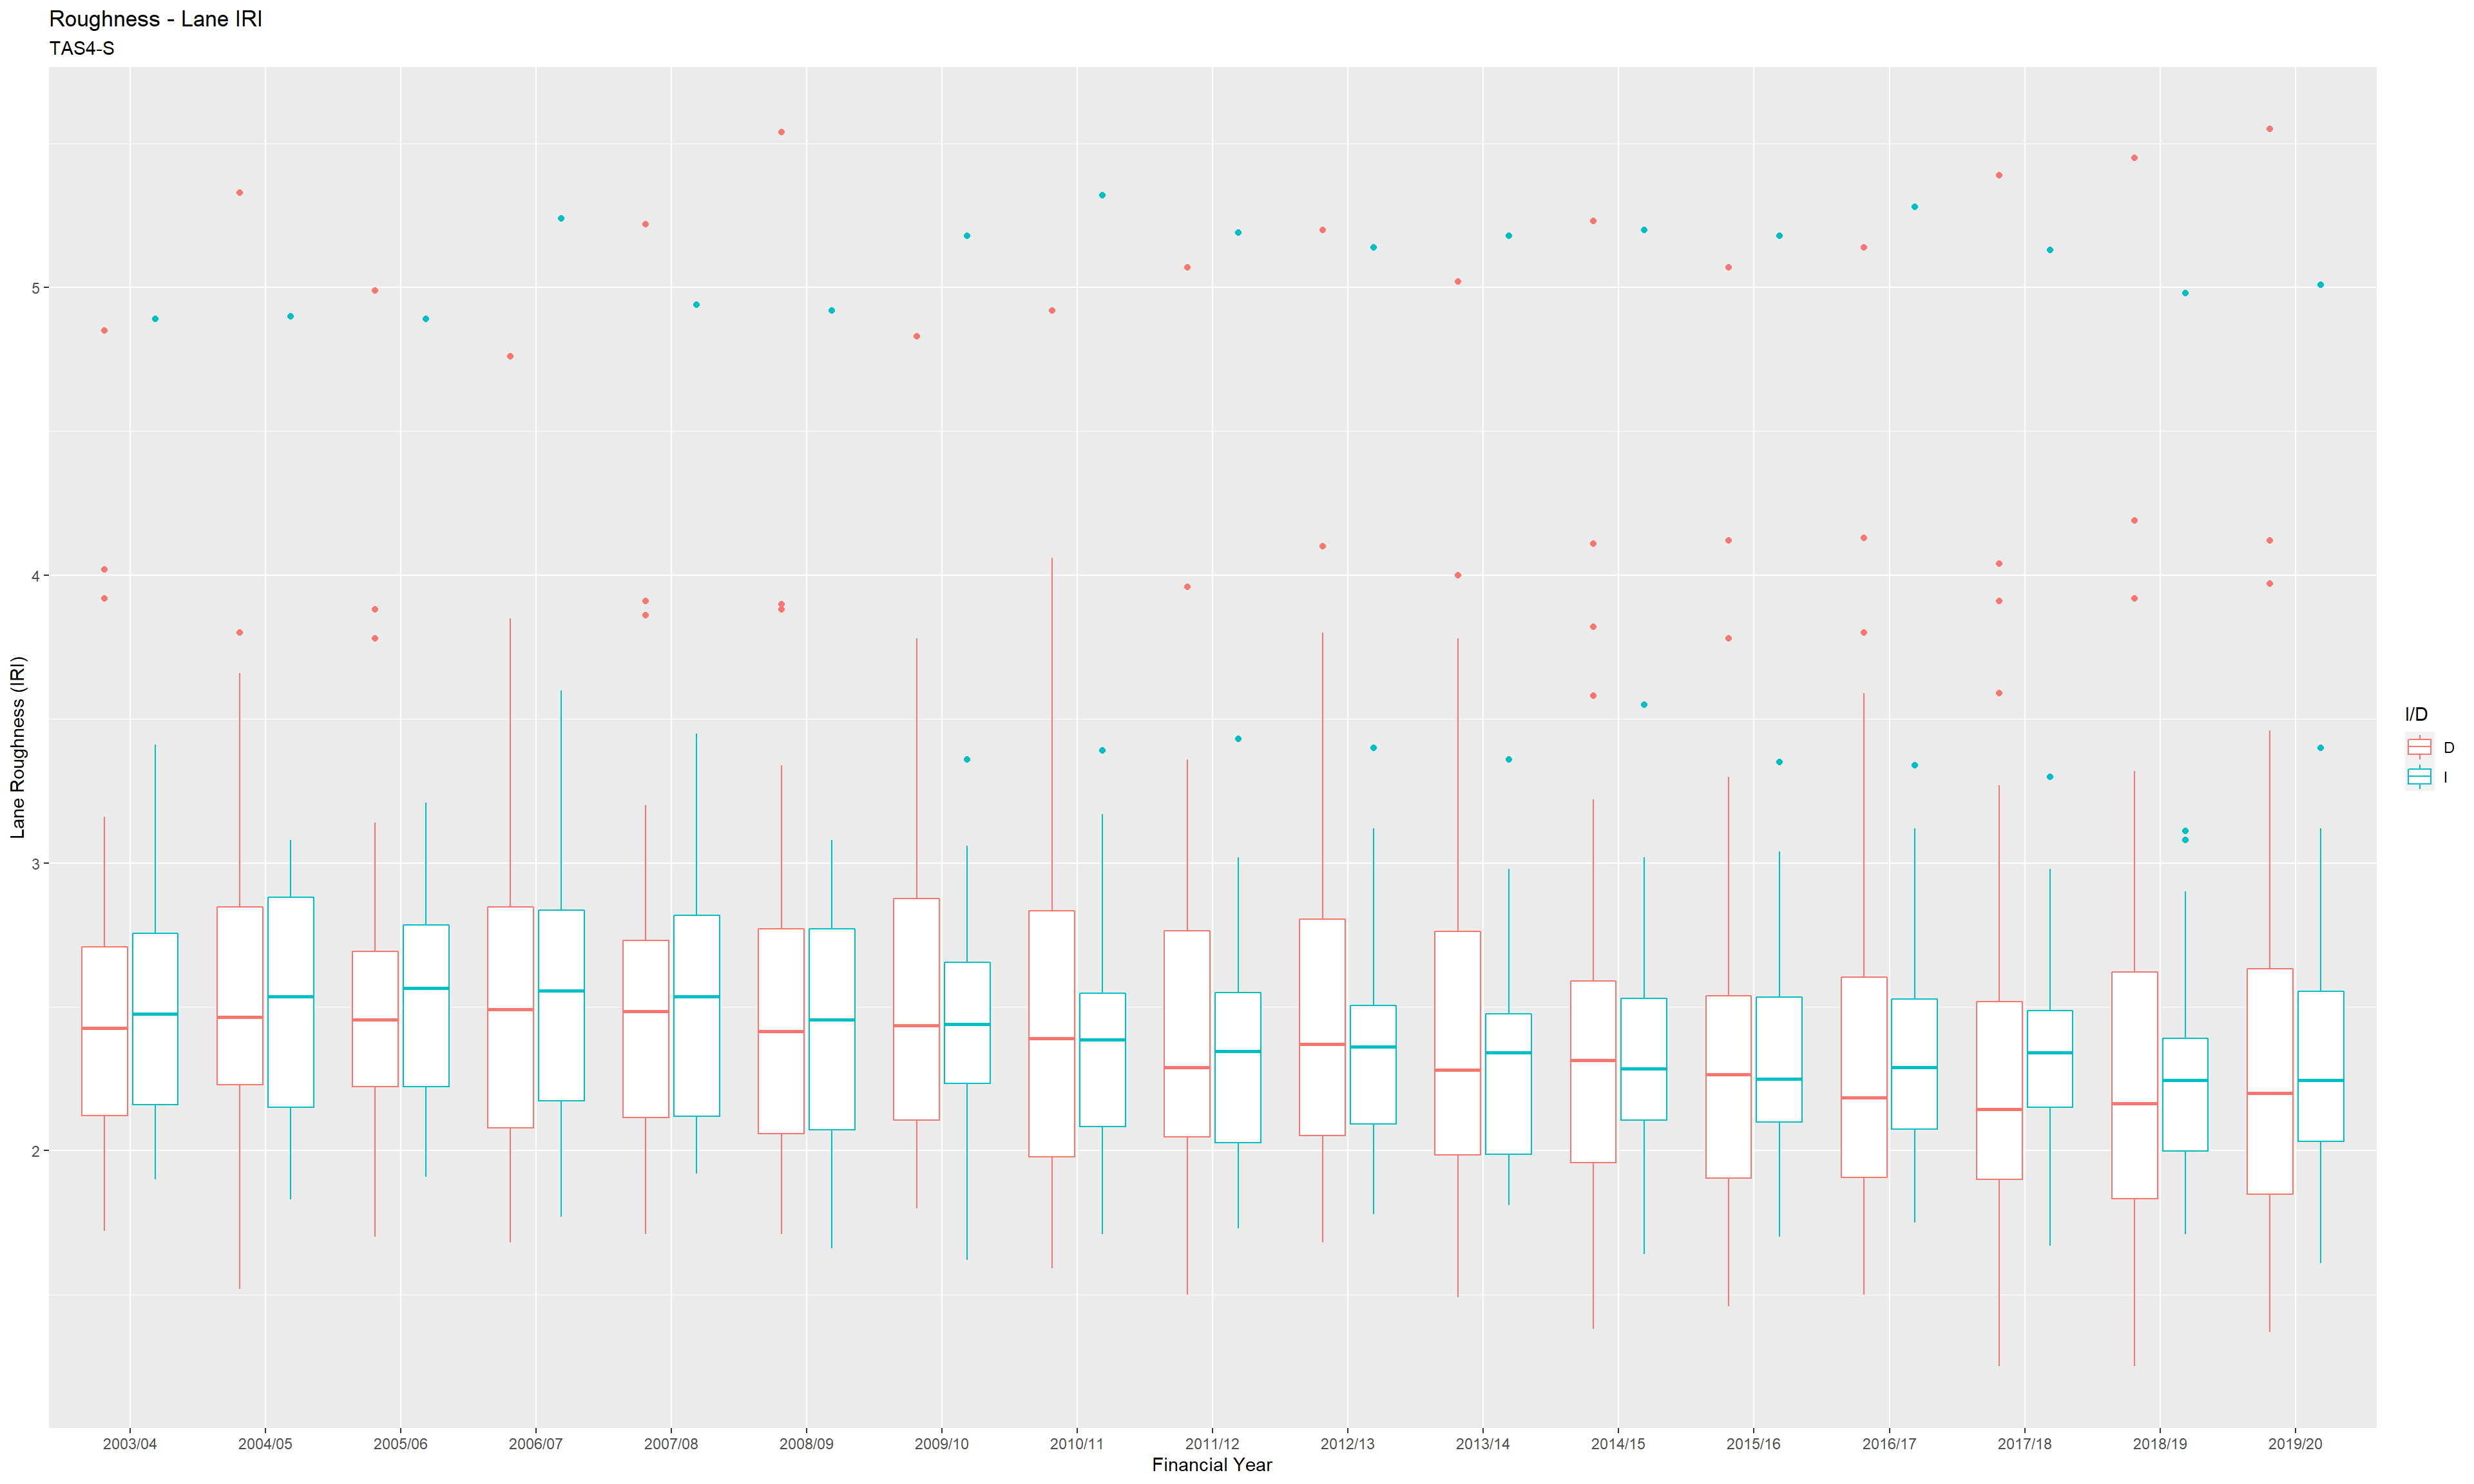 Roughness - Lane IRI
TAS4-S
5
4
3
2
Lane Roughness (IRI)
2003/04 2004/05 2005/06 2006/07 2007/08 2008/09 2009/10 2010/11 2011/12 2012/13 2013/14 2014/15 2015/16 2016/17 2017/18 2018/19 2019/20
Financial Year
I/D
D
I